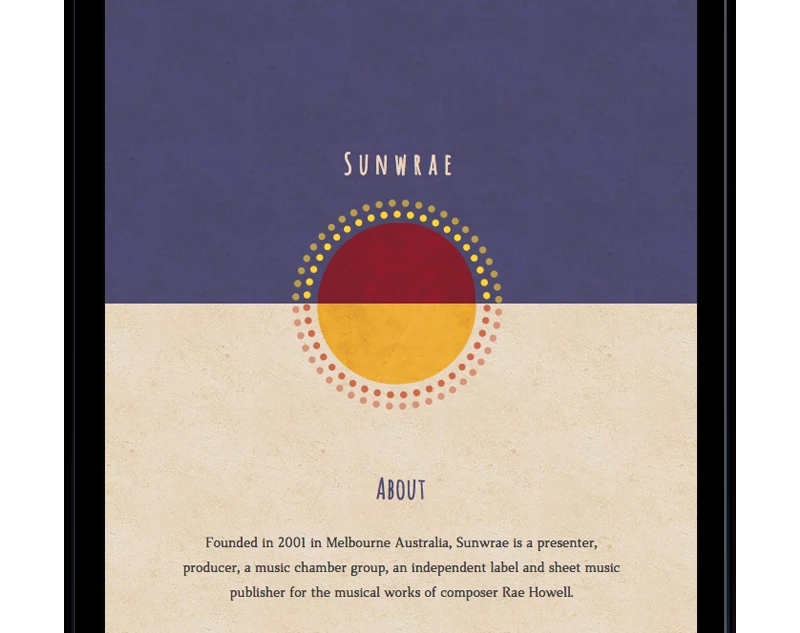 SUNWRAE
ABOUT
Founded in 2001 in Melbourne Australia, Sunwrae is a presenter,
producer, a music chamber group, an independent label and sheet music
publisher for the musical works of composer Rae Howell.